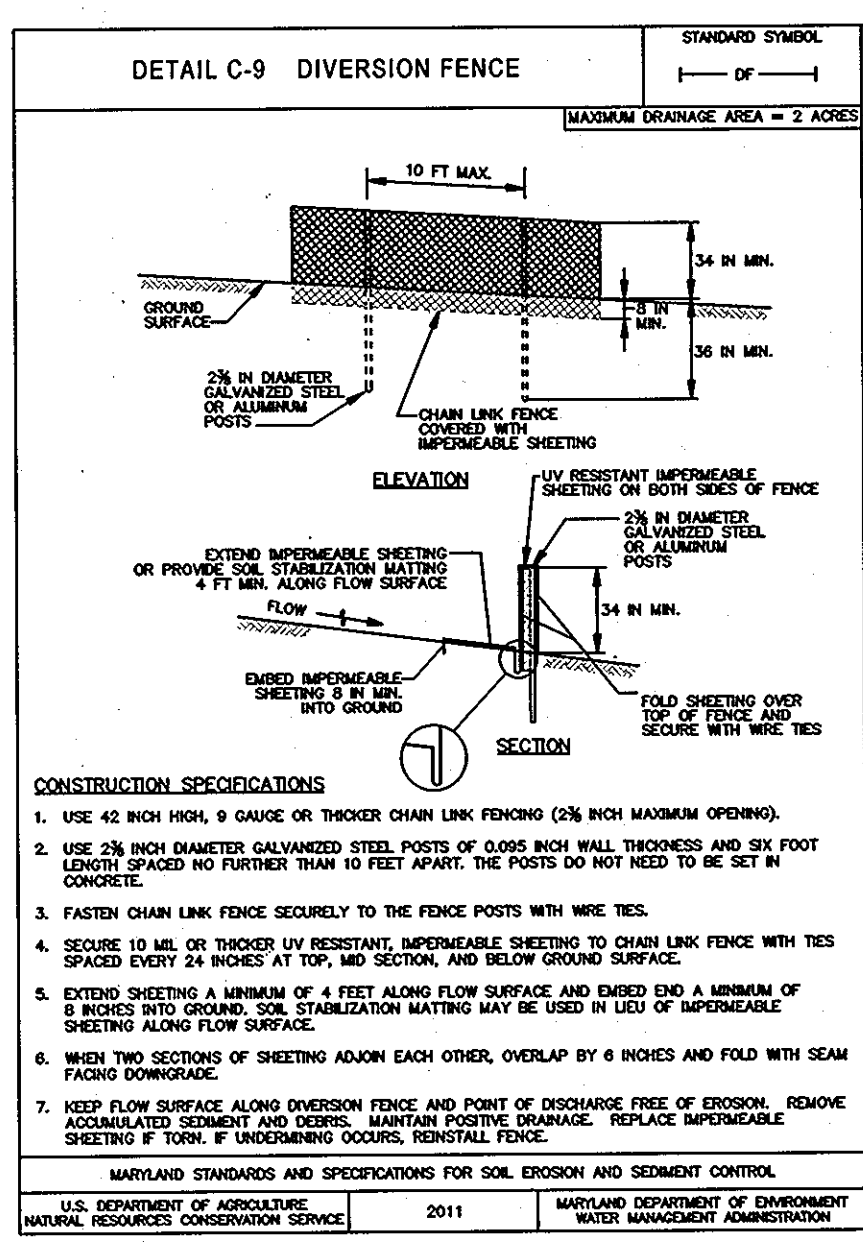 DETAIL C-9 DIVERSION FENCE
STANDARD SYMBOL
DF
MAXIMUM DRAINAGE AREA = 2 ACRES
10 FT MAX.
34 IN MIN.
GROUND
SURFACE
8 IN
MIN.
36 IN MIN.
2⅜ IN DIAMETER
GALVANIZED STEEL
OR ALUMINUM
POSTS
CHAIN LINK FENCE
COVERED WITH
IMPERMEABLE SHEETING
ELEVATION
UV RESISTANT IMPERMEABLE
SHEETING ON BOTH SIDES OF FENCE
2⅜ IN DIAMETER
GALVANIZED STEEL
OR ALUMINUM
POSTS
EXTEND IMPERMEABLE SHEETING
OR PROVIDE SOIL STABILIZATION MATTING
4 FT MIN. ALONG FLOW SURFACE
FLOW
34 IN MIN.
EMBED IMPERMEABLE
SHEETING 8 IN MIN.
INTO GROUND
FOLD SHEETING OVER
TOP OF FENCE AND
SECURE WITH WIRE TIES
SECTION
CONSTRUCTION SPECIFICATIONS
1. USE 42 INCH HIGH, 9 GAUGE OR THICKER CHAIN LINK FENCING (2⅜ INCH MAXIMUM OPENING).
2. USE 2⅜ INCH DIAMETER GALVANIZED STEEL POSTS OF 0.095 INCH WALL THICKNESS AND SIX FOOT
LENGTH SPACED NO FURTHER THAN 10 FEET APART. THE POSTS DO NOT NEED TO BE SET IN
CONCRETE.
3. FASTEN CHAIN LINK FENCE SECURELY TO THE FENCE POSTS WITH WIRE TIES.
4. SECURE 10 MIL OR THICKER UV RESISTANT, IMPERMEABLE SHEETING TO CHAIN LINK FENCE WITH TIES
SPACED EVERY 24 INCHES AT TOP, MID SECTION, AND BELOW GROUND SURFACE.
5. EXTEND SHEETING A MINIMUM OF 4 FEET ALONG FLOW SURFACE AND EMBED END A MINIMUM OF
8 INCHES INTO GROUND. SOIL STABILIZATION MATTING MAY BE USED IN LIEU OF IMPERMEABLE
SHEETING ALONG FLOW SURFACE.
6. WHEN TWO SECTIONS OF SHEETING ADJOIN EACH OTHER, OVERLAP BY 6 INCHES AND FOLD WITH SEAM
FACING DOWNGRADE.
7. KEEP FLOW SURFACE ALONG DIVERSION FENCE AND POINT OF DISCHARGE FREE OF EROSION. REMOVE
ACCUMULATED SEDIMENT AND DEBRIS. MAINTAIN POSITIVE DRAINAGE. REPLACE IMPERMEABLE
SHEETING IF TORN. IF UNDERMINING OCCURS, REINSTALL FENCE.
MARYLAND STANDARDS AND SPECIFICATIONS FOR SOIL EROSION AND SEDIMENT CONTROL
U.S. DEPARTMENT OF AGRICULTURE
NATURAL RESOURCES CONSERVATION SERVICE
2011
MARYLAND DEPARTMENT OF ENVIRONMENT
WATER MANAGEMENT ADMINISTRATION